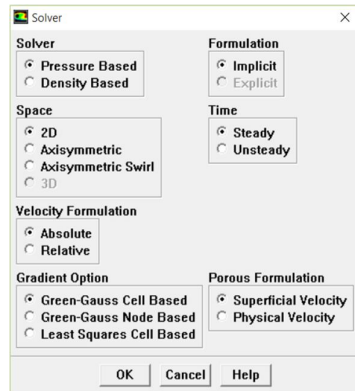 Solver
Solver
Formulation
Pressure Based
Density Based
Implicit
Explicit
Space
Time
2D
Axisymmetric
Axisymmetric Swirl
3D
Steady
Unsteady
Velocity Formulation
Absolute
Relative
Gradient Option
Porous Formulation
Green-Gauss Cell Based
Green-Gauss Node Based
Least Squares Cell Based
Superficial Velocity
Physical Velocity
OK
Cancel
Help